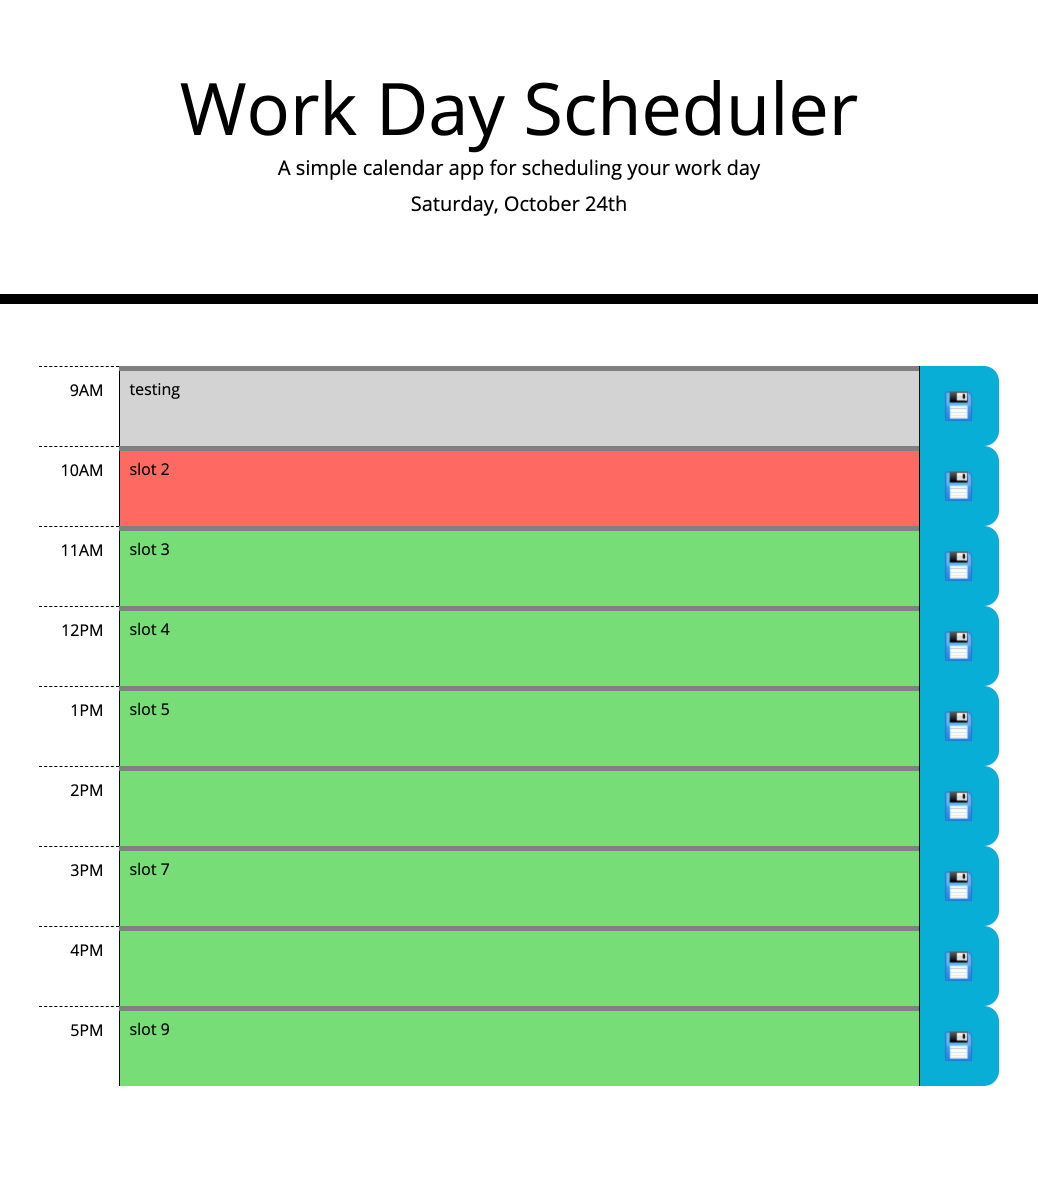 Work Day Scheduler
A simple calendar app for scheduling your work day
Saturday, October 24th
9AM testing
10AM slot 2
11AM slot 3
12PM slot 4
1PM slot 5
2PM
3PM slot 7
4PM
5PM slot 9